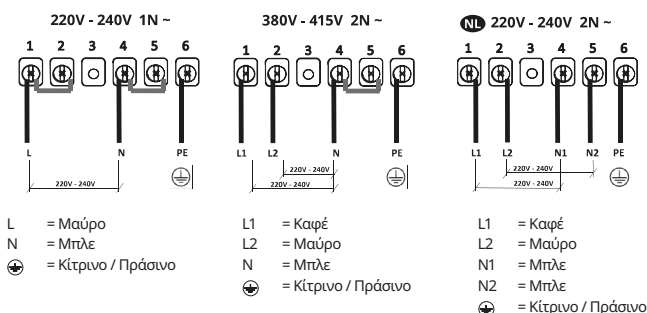 220V - 240V 1N ~
1 2 3 4 5 6
L N PE
220V - 240V
L = Μαύρο
N = Μπλε
= Κίτρινο / Πράσινο
380V - 415V 2N ~
1 2 3 4 5 6
L1 L2 N PE
220V - 240V
220V - 240V
L1 = Καφέ
L2 = Μαύρο
N = Μπλε
= Κίτρινο / Πράσινο
NL 220V - 240V 2N ~
1 2 3 4 5 6
L1 L2 N1 N2 PE
220V - 240V
220V - 240V
L1 = Καφέ
L2 = Μαύρο
N1 = Μπλε
N2 = Μπλε
= Κίτρινο / Πράσινο